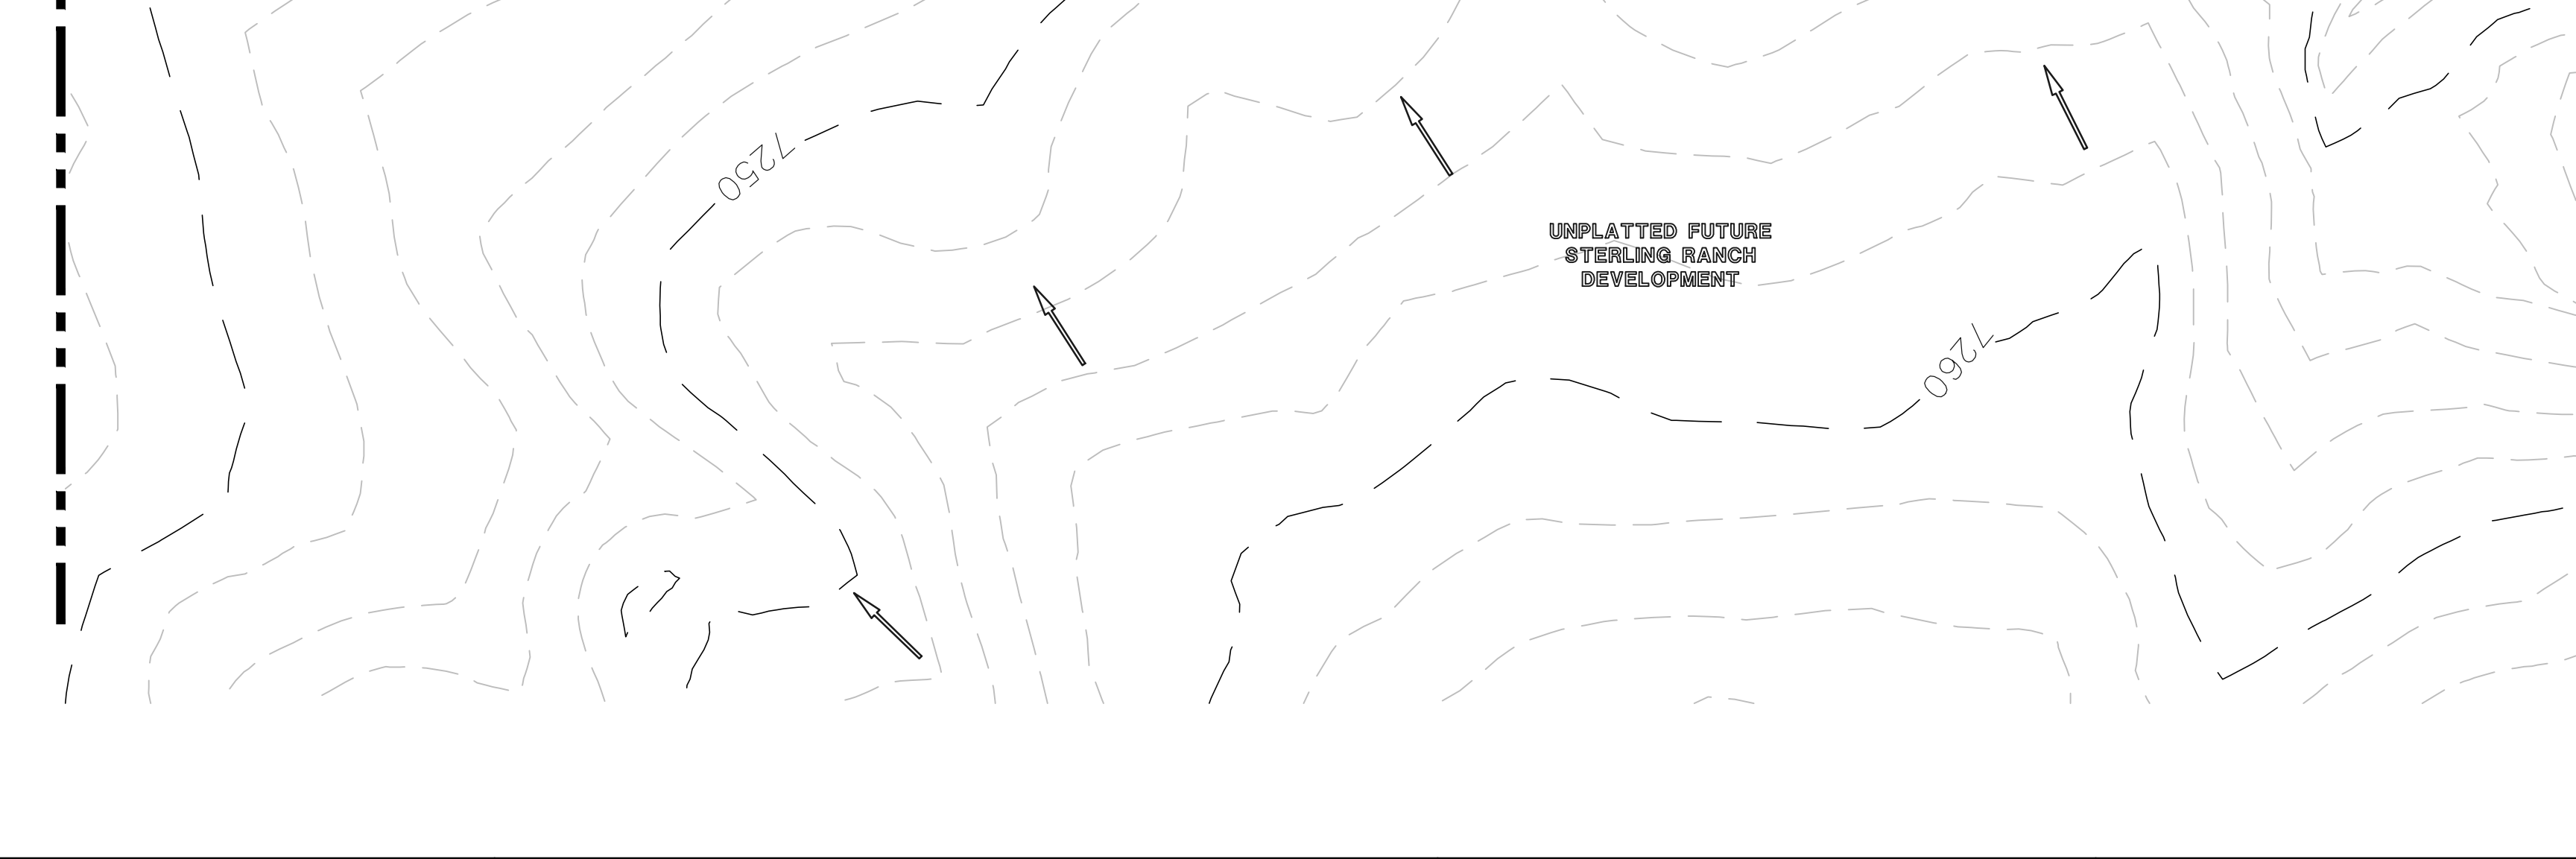 7250
UNPLATTED FUTURE
STERLING RANCH
DEVELOPMENT
7260